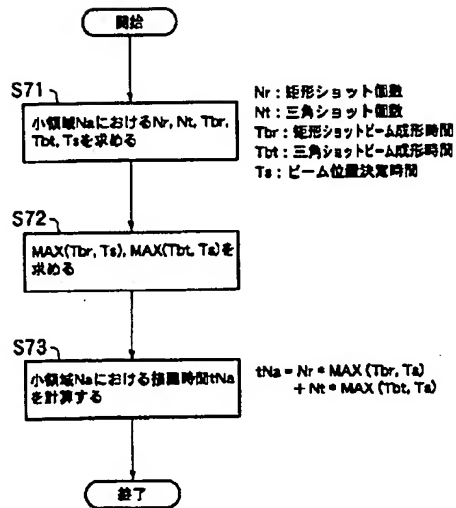 開始
S71
小領域NaにおけるNr, Nt, Tbr,
Tbt, Tsを求める
Nr：矩形ショット個数
Nt：三角ショット個数
Tbr：矩形ショットビーム成形時間
Tbt：三角ショットビーム成形時間
Ts：ビーム位置決め時間
S72
MAX(Tbr, Ts), MAX(Tbt, Ts)を
求める
S73
小領域Naにおける描画時間tNa
を計算する
tNa = Nr * MAX (Tbr, Ts)
+ Nt * MAX (Tbt, Ts)
終了